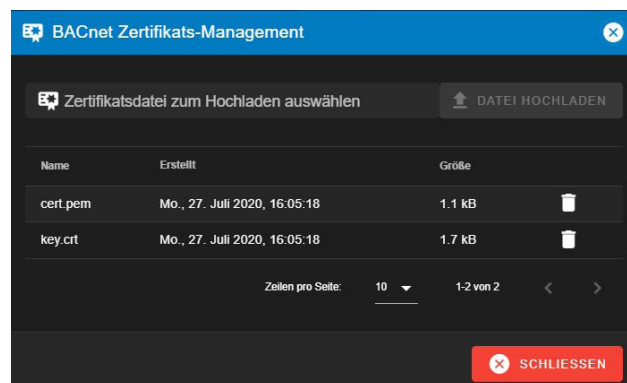 BACnet Zertifikats-Management
Zertifikatsdatei zum Hochladen auswählen
DATEI HOCHLADEN
Name Erstellt Größe
cert.pem Mo., 27. Juli 2020, 16:05:18 1.1 kB
key.crt Mo., 27. Juli 2020, 16:05:18 1.7 kB
Zeilen pro Seite: 10 1-2 von 2
SCHLIESSEN